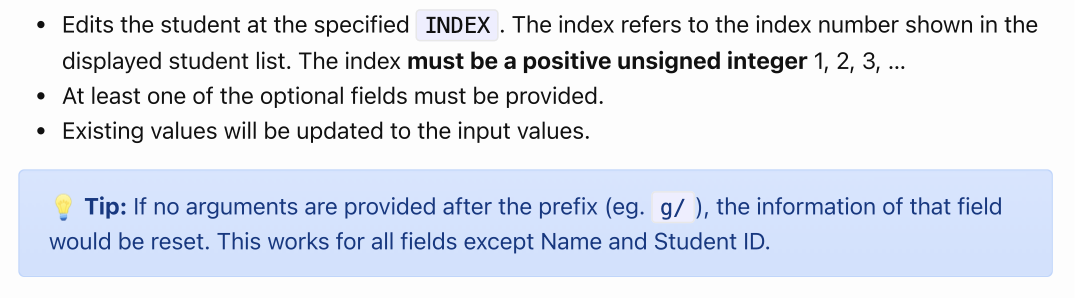 • Edits the student at the specified INDEX. The index refers to the index number shown in the
displayed student list. The index must be a positive unsigned integer 1, 2, 3, …
• At least one of the optional fields must be provided.
• Existing values will be updated to the input values.
💡 Tip: If no arguments are provided after the prefix (eg. g/ ), the information of that field
would be reset. This works for all fields except Name and Student ID.